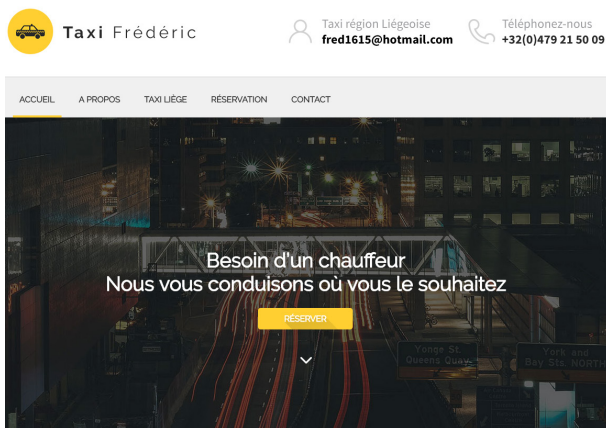 Taxi Frédéric
Taxi région Liégeoise
fred1615@hotmail.com
Téléphonez-nous
+32(0)479 21 50 09
ACCUEIL
A PROPOS
TAXI LIÈGE
RÉSERVATION
CONTACT
Besoin d'un chauffeur
Nous vous conduisons où vous le souhaitez
RÉSERVER
Yonge St.
Queens Quay
York and
Bay Sts. NORTH